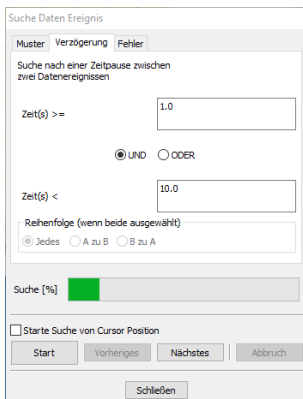 Suche Daten Ereignis
Muster Verzögerung Fehler
Suche nach einer Zeitpause zwischen
zwei Datenereignissen
Zeit(s) >= 1.0
UND ODER
Zeit(s) < 10.0
Reihenfolge (wenn beide ausgewählt)
Jedes A zu B B zu A
Suche [%]
Starte Suche von Cursor Position
Start Vorheriges Nächstes Abbruch
Schließen